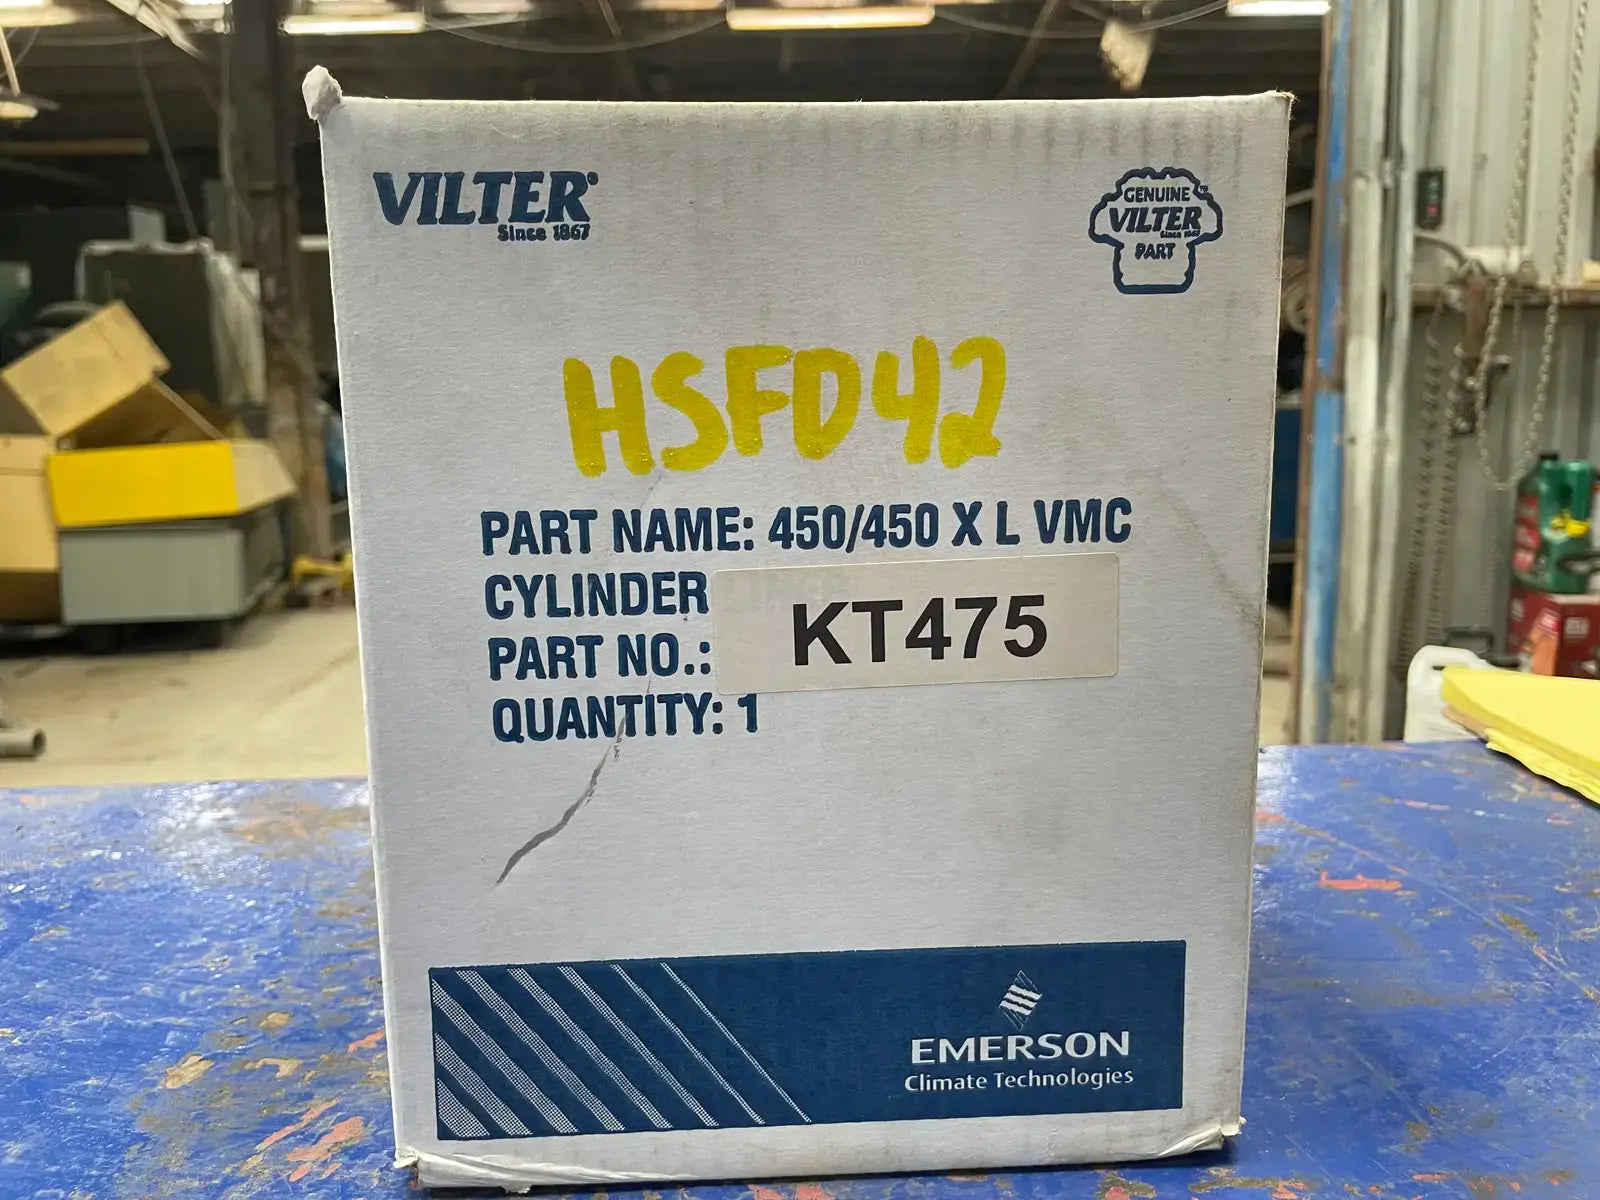 VILTER®
Since 1867
GENUINE™
VILTER
Since 1867
PART
HSFD42
PART NAME: 450/450 X L VMC
CYLINDER
PART NO.: KT475
QUANTITY: 1
EMERSON
Climate Technologies